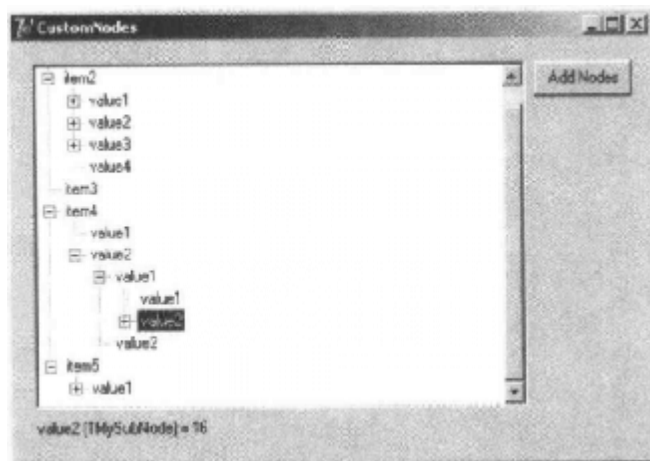 CustomNodes
Add Nodes
item2
value1
value2
value3
value4
item3
item4
value1
value2
value1
value1
value2
value2
item5
value1
value2 (TMySubNode) = 16